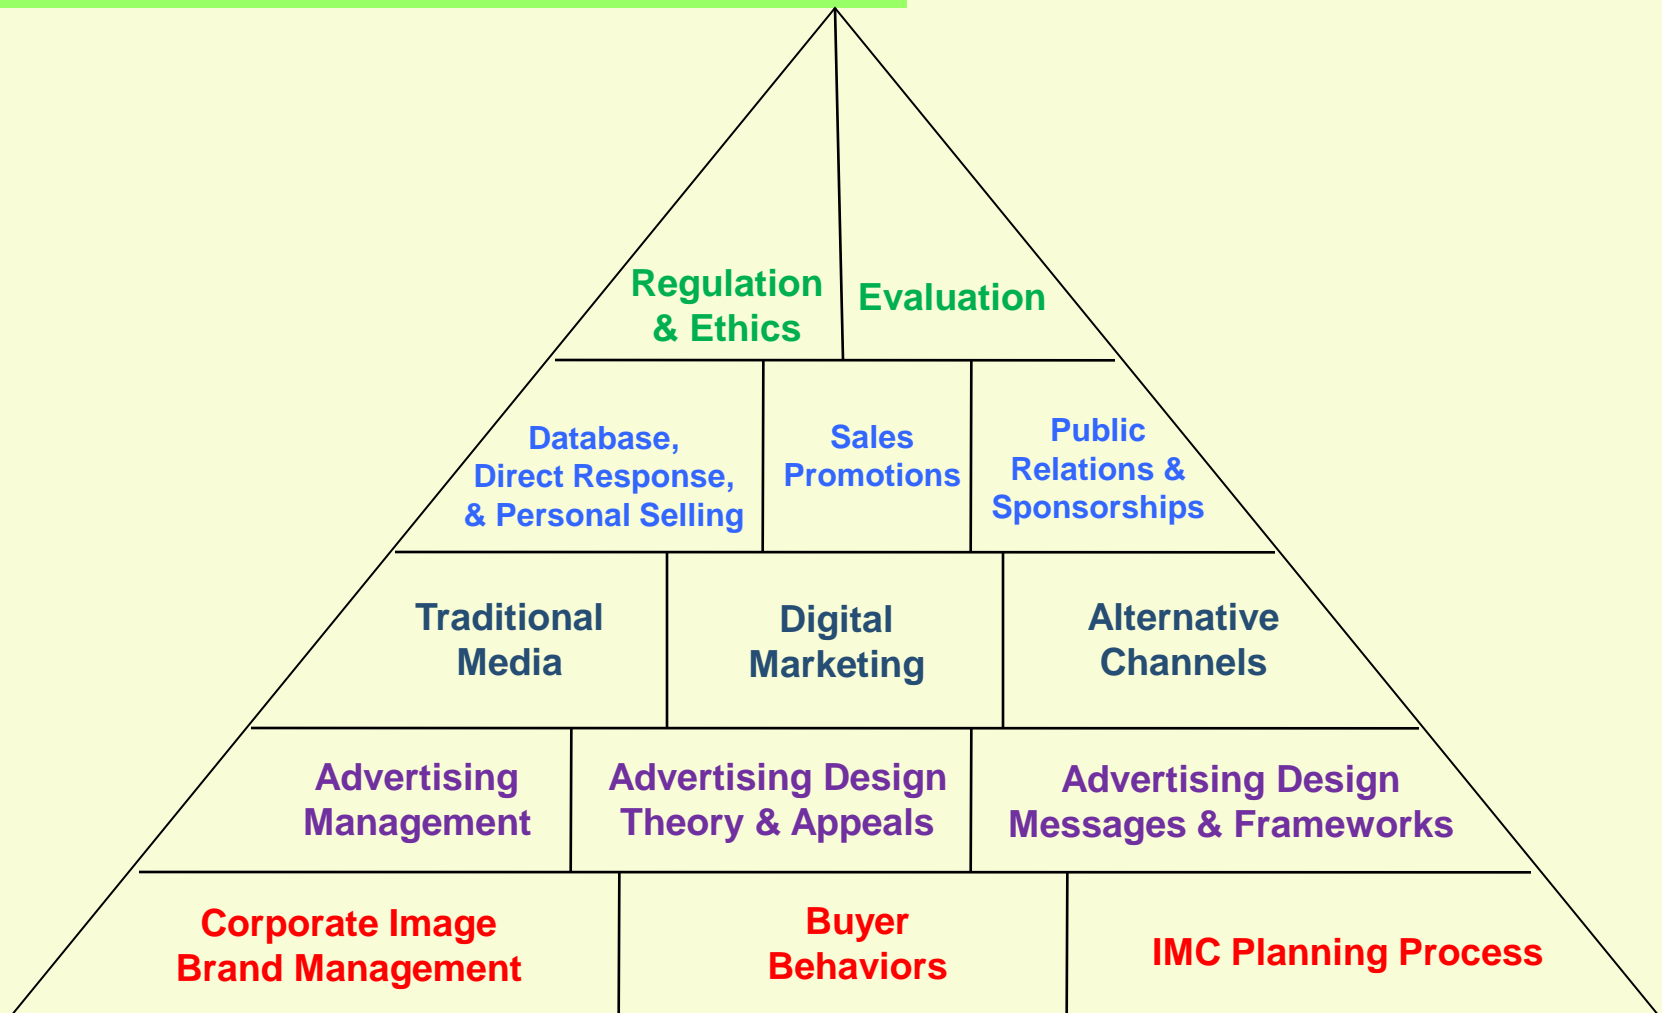 Regulation
& Ethics
Evaluation
Database,
Direct Response,
& Personal Selling
Sales
Promotions
Public
Relations &
Sponsorships
Traditional
Media
Digital
Marketing
Alternative
Channels
Advertising
Management
Advertising Design
Theory & Appeals
Advertising Design
Messages & Frameworks
Corporate Image
Brand Management
Buyer
Behaviors
IMC Planning Process